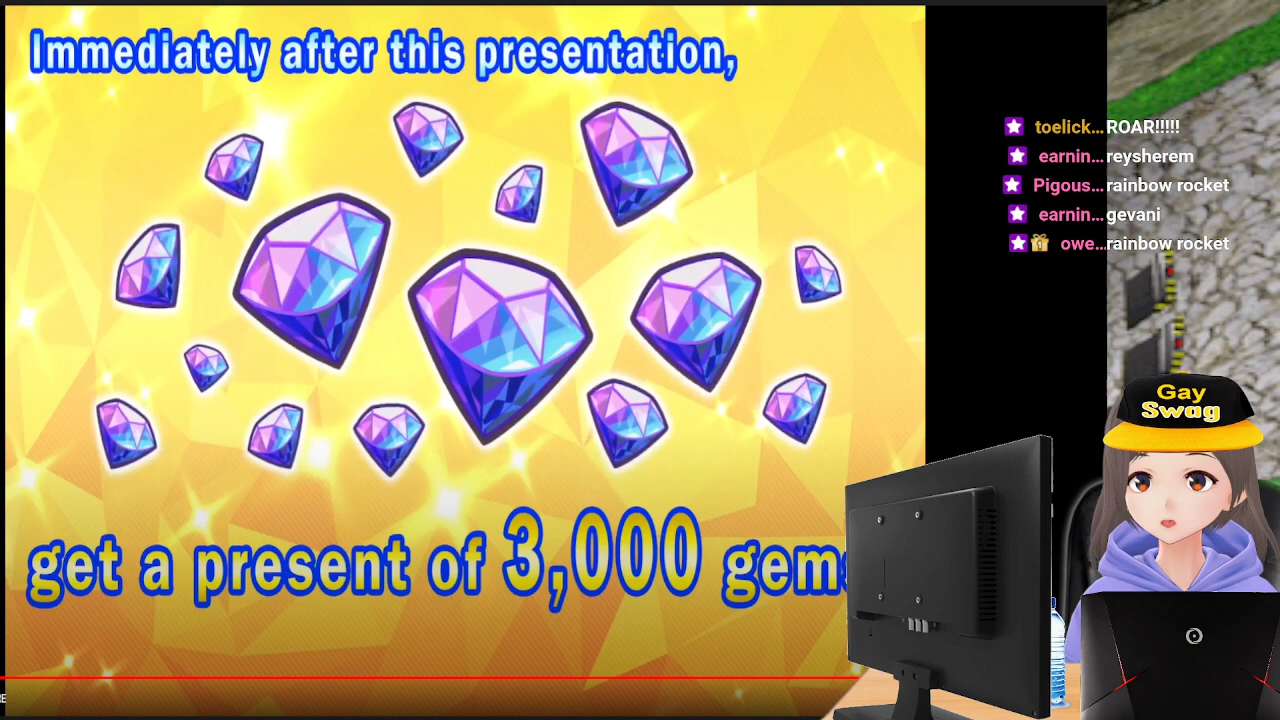 Immediately after this presentation,
get a present of 3,000 gems
toelick... ROAR!!!!!
earnin... reysherem
Pigous... rainbow rocket
earnin... gevani
owe... rainbow rocket
Gay
Swag